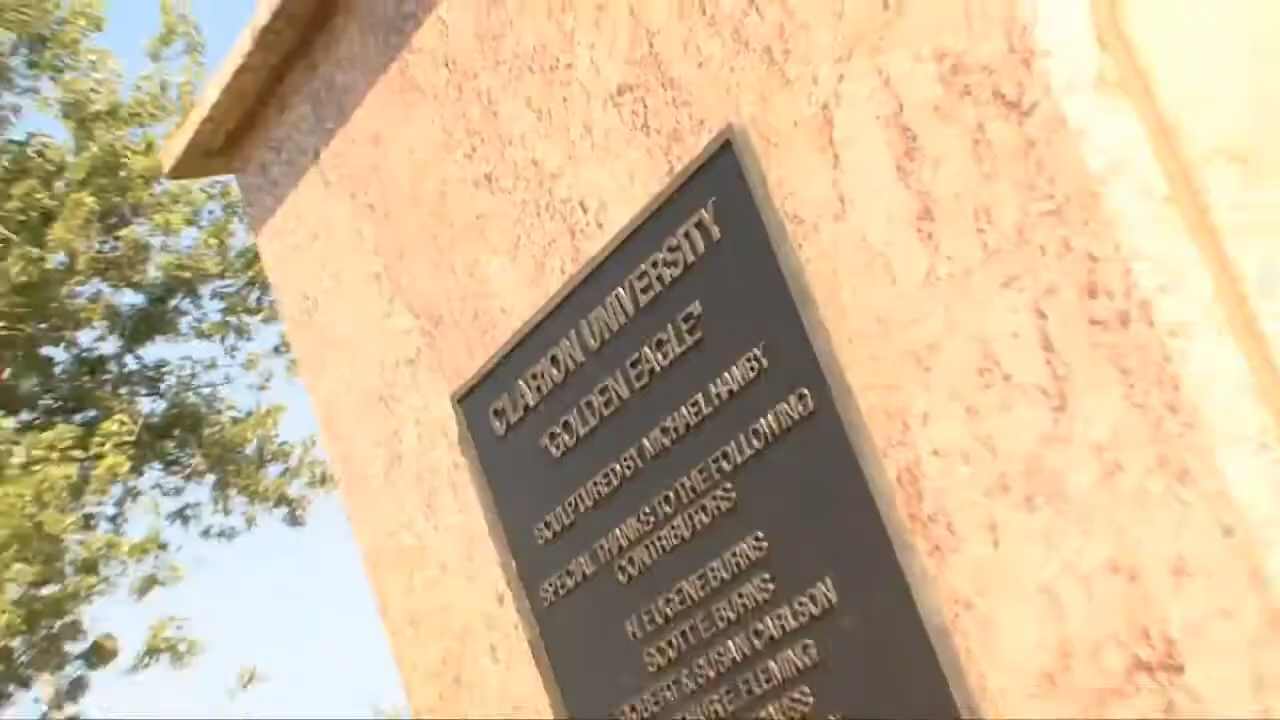 CLARION UNIVERSITY
"GOLDEN EAGLE"
SCULPTURED BY MICHAEL HAMBY
SPECIAL THANKS TO THE FOLLOWING
CONTRIBUTORS
N EUGENE BURNS
SCOTT E. BURNS
& SUSAN CARLSON
FLEMING